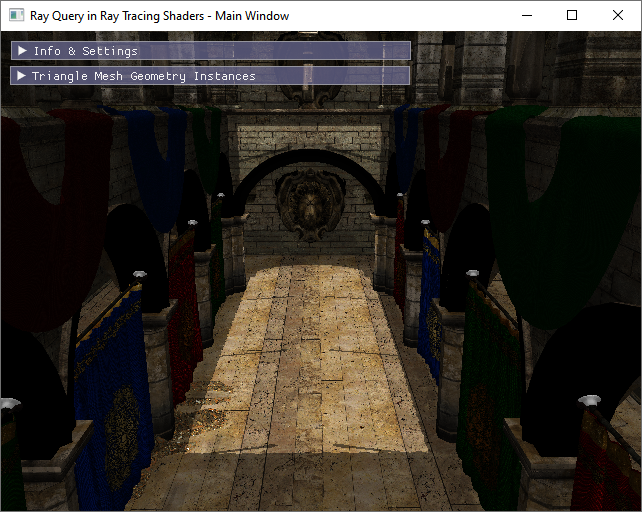 Ray Query in Ray Tracing Shaders - Main Window
Info & Settings
Triangle Mesh Geometry Instances